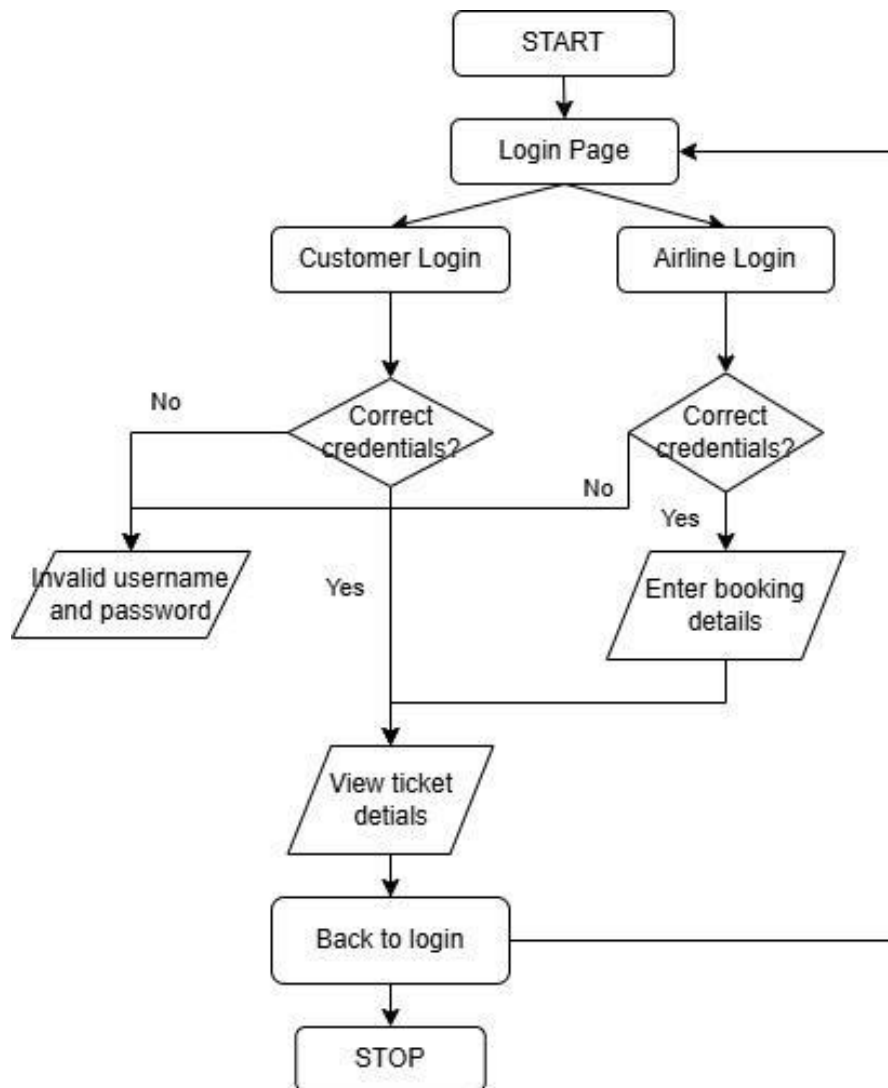 START
Login Page
Customer Login
Airline Login
No
Correct
credentials?
Correct
credentials?
No
Yes
Invalid username
and password
Yes
Enter booking
details
View ticket
detials
Back to login
STOP